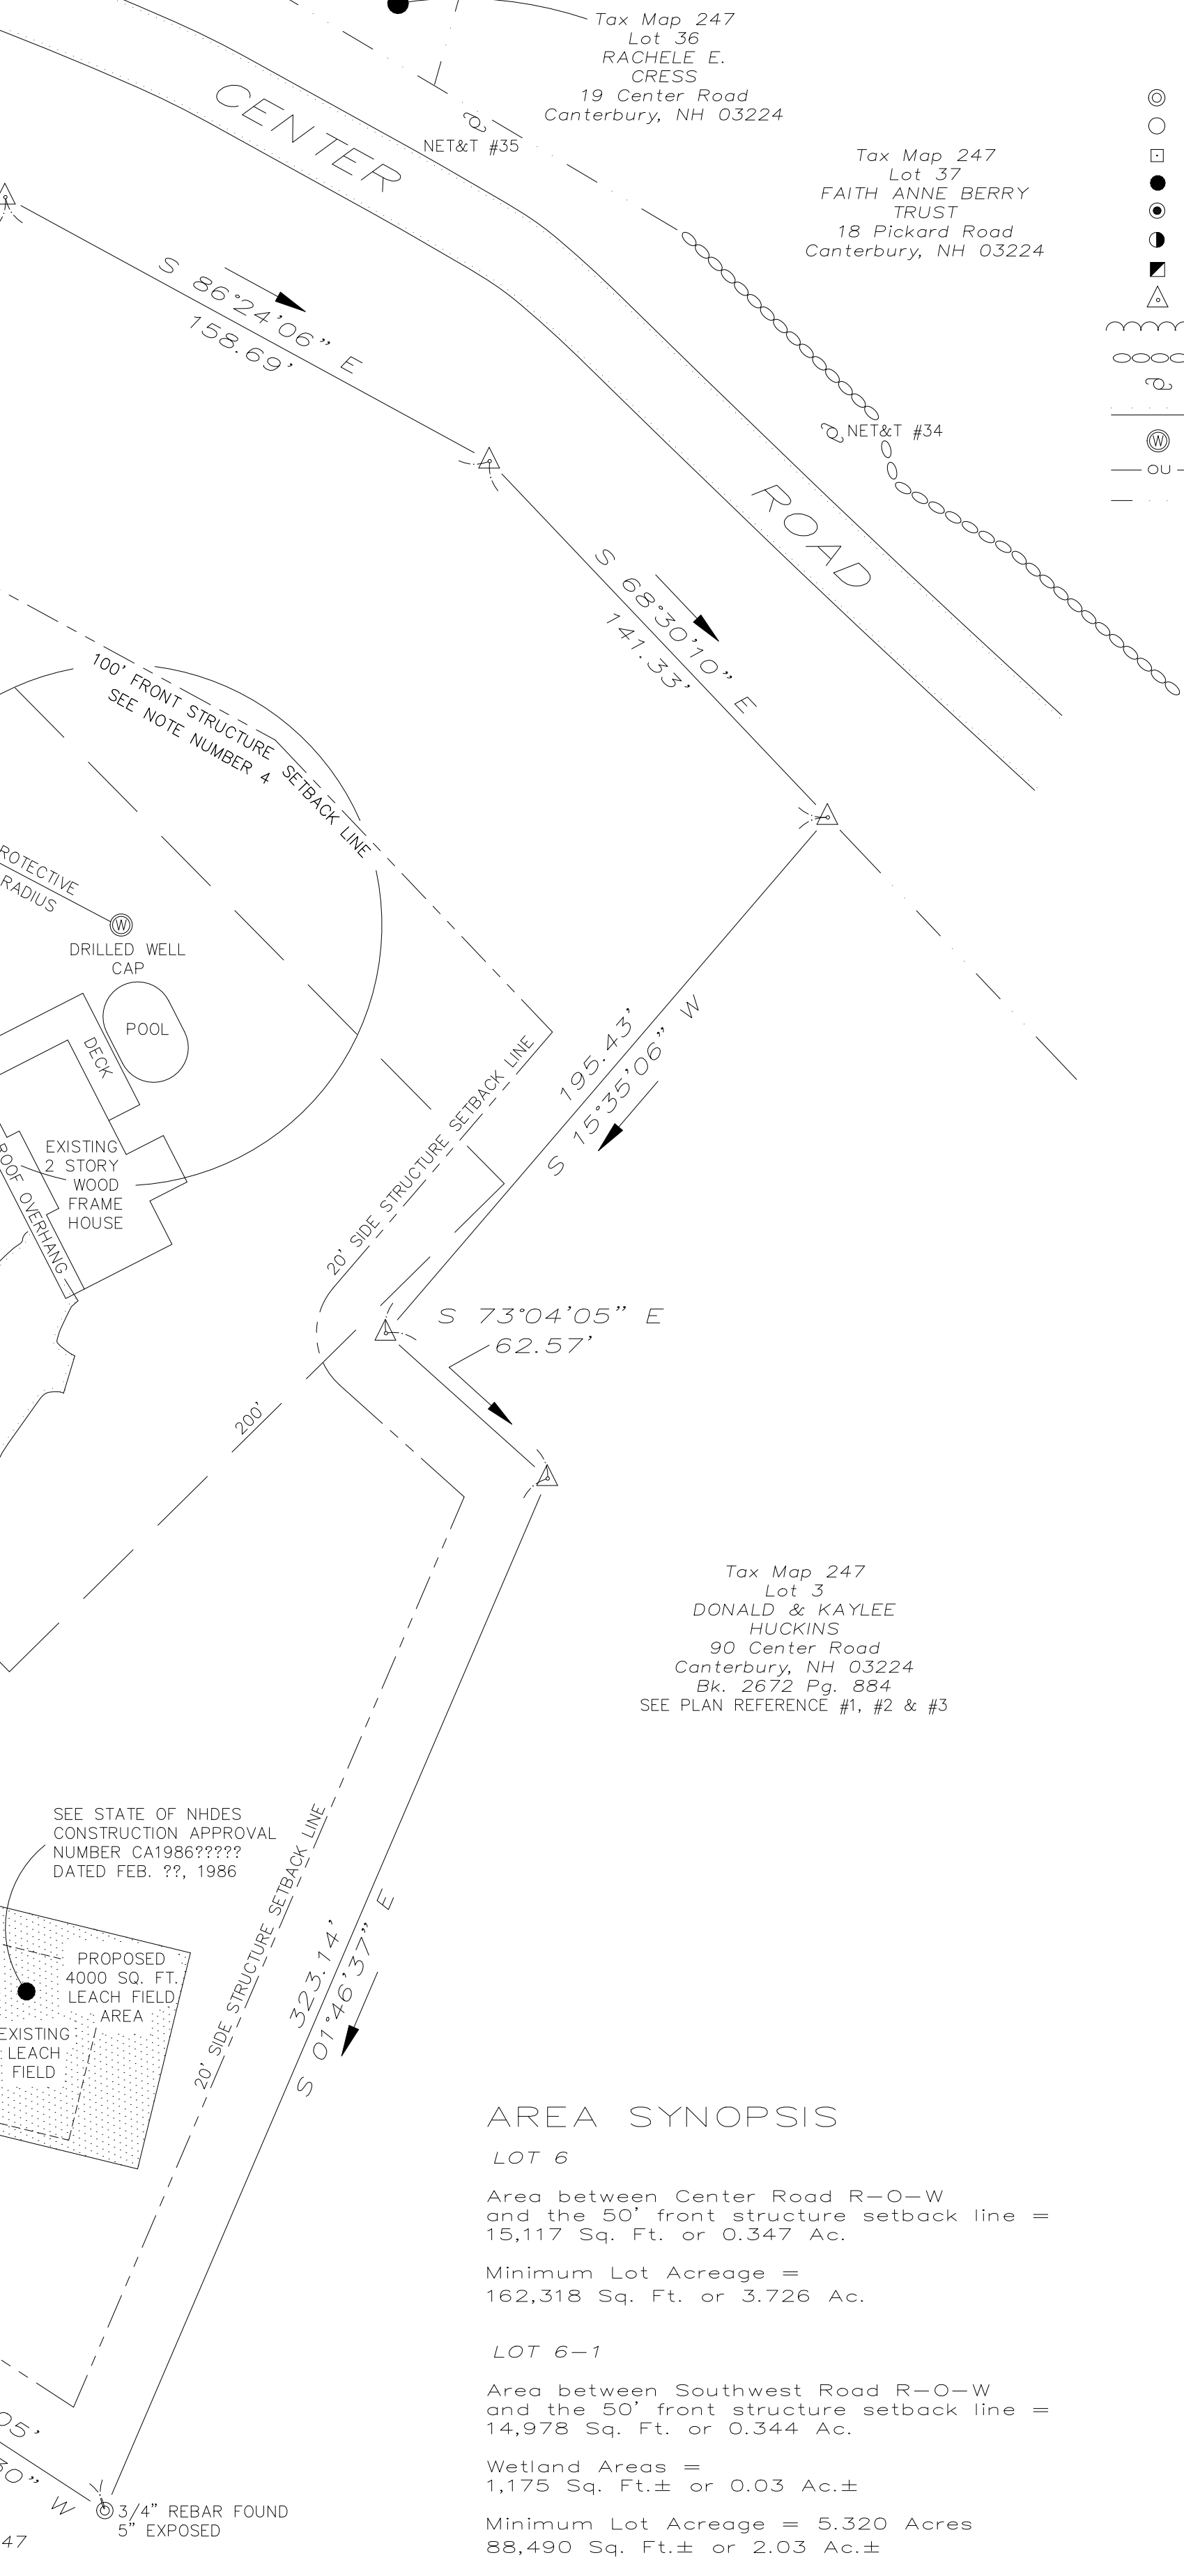 Tax Map 247
Lot 36
RACHELE E.
CRESS
19 Center Road
Canterbury, NH 03224
CENTER
NET&T #35
Tax Map 247
Lot 37
FAITH ANNE BERRY
TRUST
18 Pickard Road
Canterbury, NH 03224
S 86°24'06" E
158.69'
NET&T #34
W
OU
ROAD
S 68°30'10" E
141.33'
100' FRONT STRUCTURE SETBACK LINE
SEE NOTE NUMBER 4
ROTECTIVE
RADIUS
W
DRILLED WELL
CAP
POOL
DECK
195.43'
S 15°35'06" W
20' SIDE STRUCTURE SETBACK LINE
EXISTING
2 STORY
WOOD
FRAME
HOUSE
ROOF OVERHANG
S 73°04'05" E
62.57'
200'
Tax Map 247
Lot 3
DONALD & KAYLEE
HUCKINS
90 Center Road
Canterbury, NH 03224
Bk. 2672 Pg. 884
SEE PLAN REFERENCE #1, #2 & #3
SEE STATE OF NHDES
CONSTRUCTION APPROVAL
NUMBER CA1986?????
DATED FEB. ??, 1986
20' SIDE STRUCTURE SETBACK LINE
323.14'
S 01°46'37" E
PROPOSED
4000 SQ. FT.
LEACH FIELD
AREA
EXISTING
LEACH
FIELD
AREA SYNOPSIS
LOT 6
Area between Center Road R-O-W
and the 50' front structure setback line =
15,117 Sq. Ft. or 0.347 Ac.
Minimum Lot Acreage =
162,318 Sq. Ft. or 3.726 Ac.
LOT 6-1
Area between Southwest Road R-O-W
and the 50' front structure setback line =
14,978 Sq. Ft. or 0.344 Ac.
Wetland Areas =
1,175 Sq. Ft.± or 0.03 Ac.±
Minimum Lot Acreage = 5.320 Acres
88,490 Sq. Ft.± or 2.03 Ac.±
05'
30" W
3/4" REBAR FOUND
5" EXPOSED
47